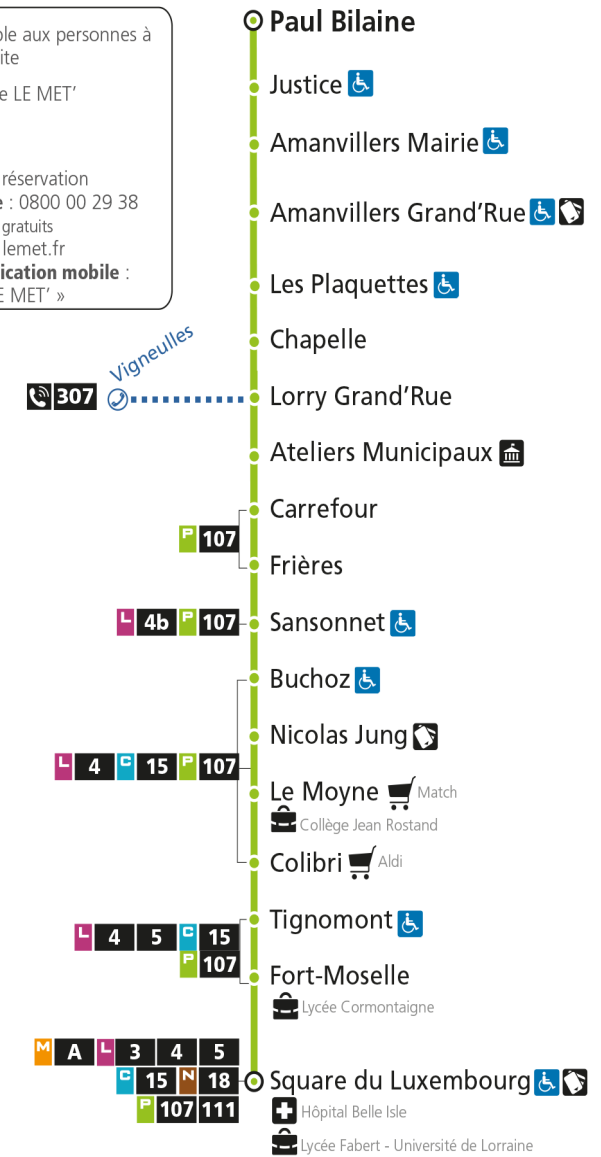 ble aux personnes à
ite
e LE MET'
réservation
e : 0800 00 29 38
gratuits
lemet.fr
ication mobile :
E MET' »
Paul Bilaine
Justice
Amanvillers Mairie
Amanvillers Grand'Rue
Les Plaquettes
Chapelle
Vigneulles
307
Lorry Grand'Rue
Ateliers Municipaux
Carrefour
P 107
Frières
L 4b P 107
Sansonnet
Buchoz
Nicolas Jung
L 4 C 15 P 107
Le Moyne Match
Collège Jean Rostand
Colibri Aldi
Tignomont
L 4 5 C 15
P 107
Fort-Moselle
Lycée Cormontaigne
M A L 3 4 5
C 15 N 18
P 107 111
Square du Luxembourg
Hôpital Belle Isle
Lycée Fabert - Université de Lorraine